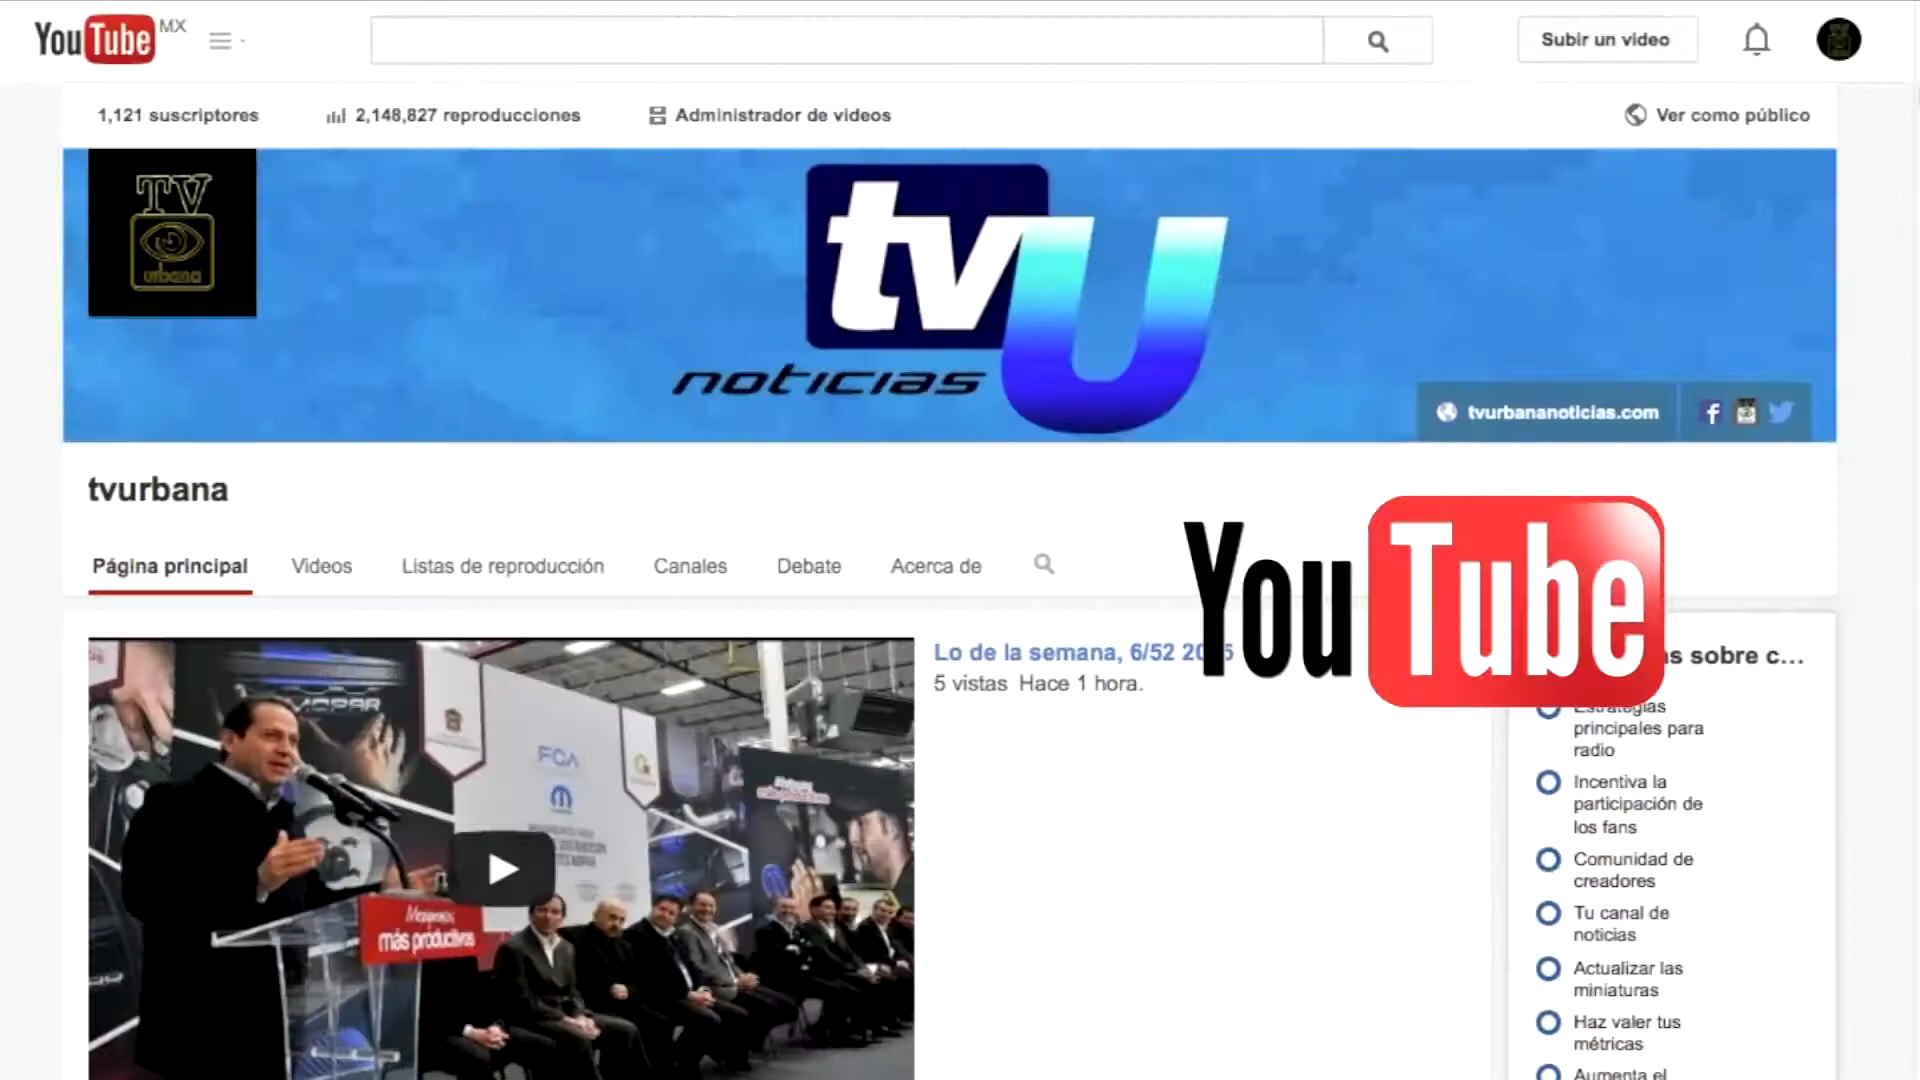 YouTube MX
Subir un video
1,121 suscriptores
2,148,827 reproducciones
Administrador de videos
Ver como público
TV
urbana
tvU
noticias
tvurbananoticias.com
tvurbana
Página principal
Videos
Listas de reproducción
Canales
Debate
Acerca de
YouTube
Lo de la semana, 6/52
5 vistas Hace 1 hora.
sobre c...
Estrategias
principales para
radio
Incentiva la
participación de
los fans
Comunidad de
creadores
Tu canal de
noticias
Actualizar las
miniaturas
Haz valer tus
métricas
Aumenta el
MOPAR
FCA
más productivos